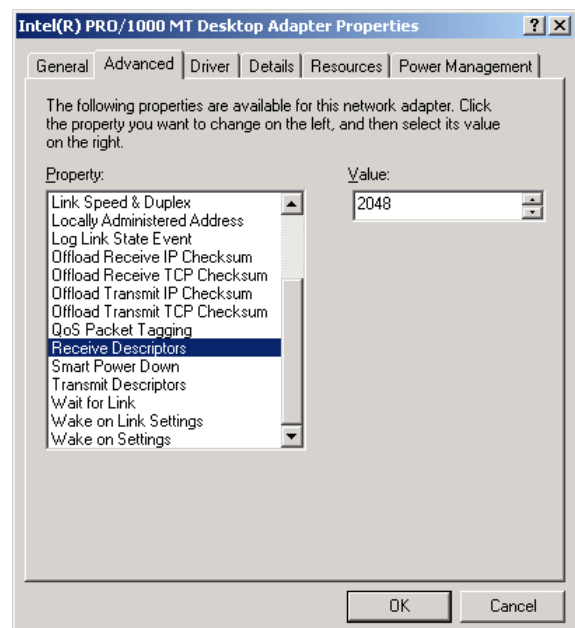 Intel(R) PRO/1000 MT Desktop Adapter Properties
General Advanced Driver Details Resources Power Management
The following properties are available for this network adapter. Click
the property you want to change on the left, and then select its value
on the right.
Property:
Link Speed & Duplex
Locally Administered Address
Log Link State Event
Offload Receive IP Checksum
Offload Receive TCP Checksum
Offload Transmit IP Checksum
Offload Transmit TCP Checksum
QoS Packet Tagging
Receive Descriptors
Smart Power Down
Transmit Descriptors
Wait for Link
Wake on Link Settings
Wake on Settings
Value:
2048
OK Cancel